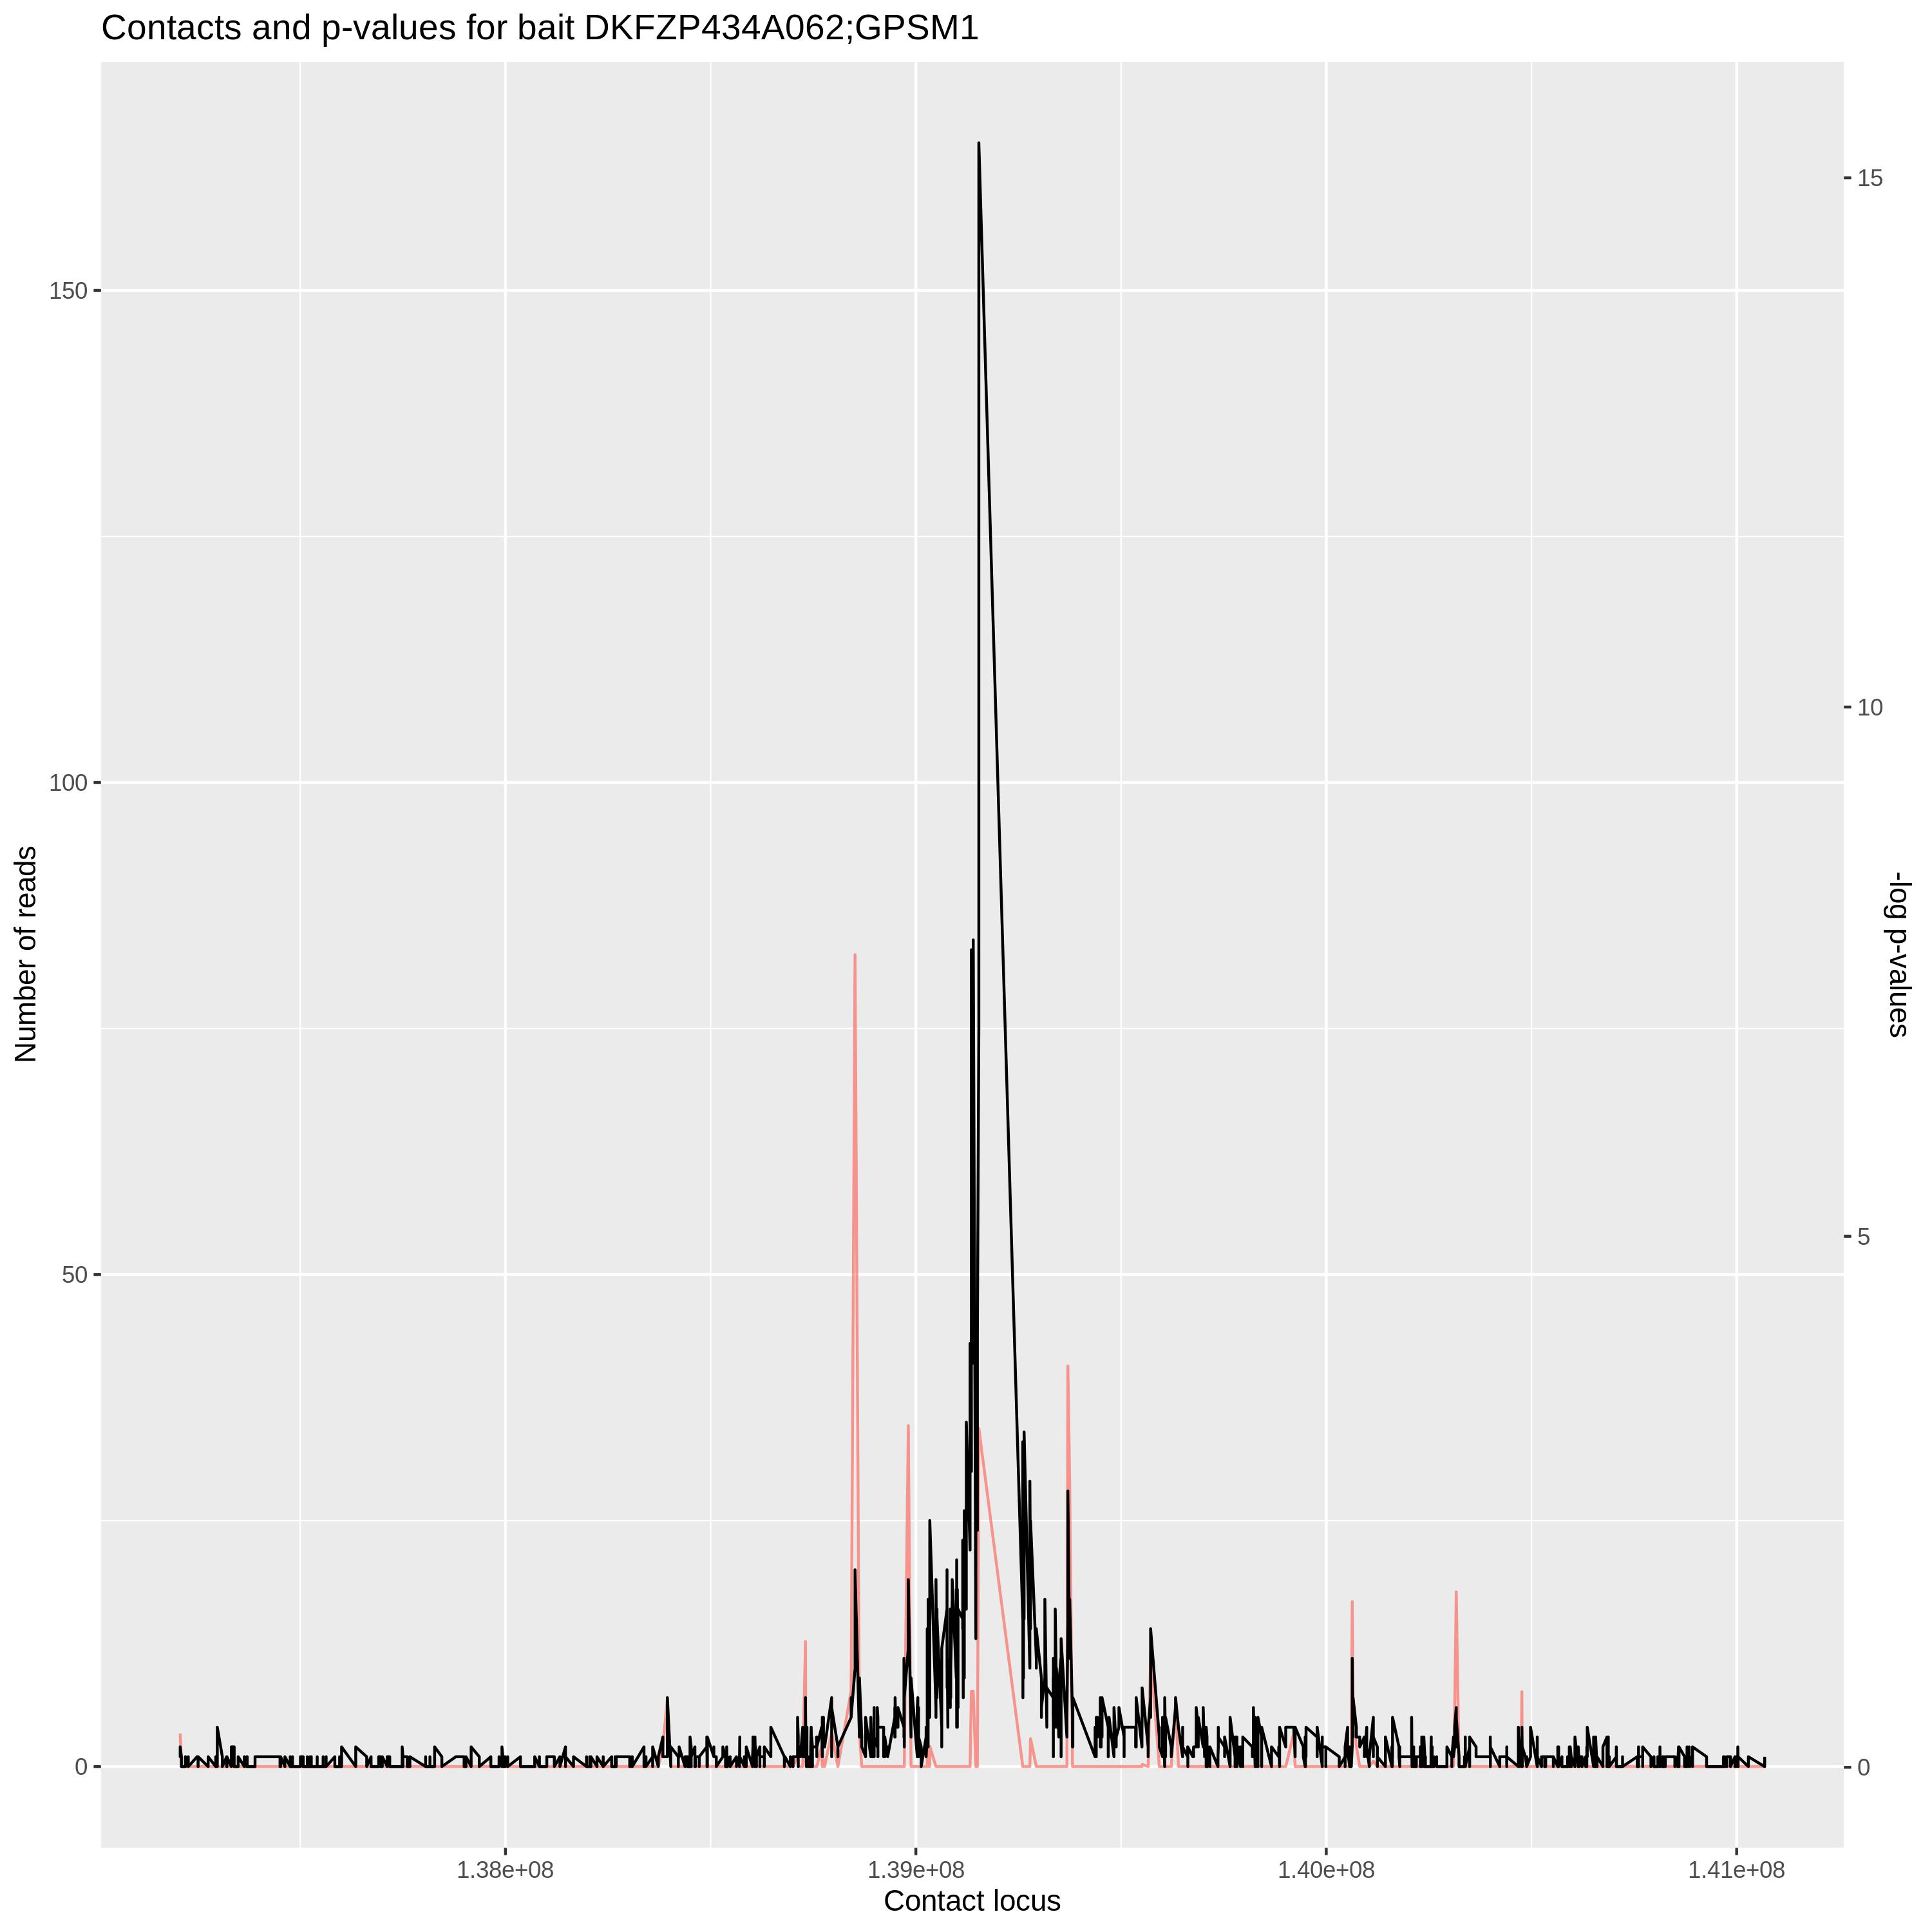 Contacts and p-values for bait DKFZP434A062;GPSM1
150
100
50
0
Number of reads
15
10
5
0
-log p-values
1.38e+08
1.39e+08
1.40e+08
1.41e+08
Contact locus